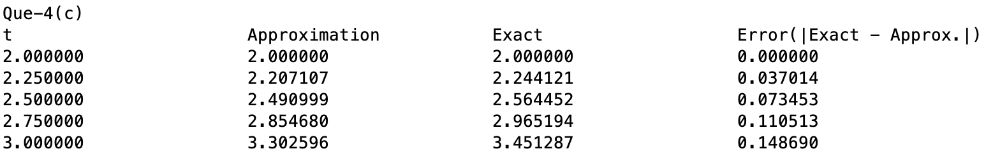 Que-4(c)
t Approximation Exact Error(|Exact - Approx.|)
2.000000 2.000000 2.000000 0.000000
2.250000 2.207107 2.244121 0.037014
2.500000 2.490999 2.564452 0.073453
2.750000 2.854680 2.965194 0.110513
3.000000 3.302596 3.451287 0.148690